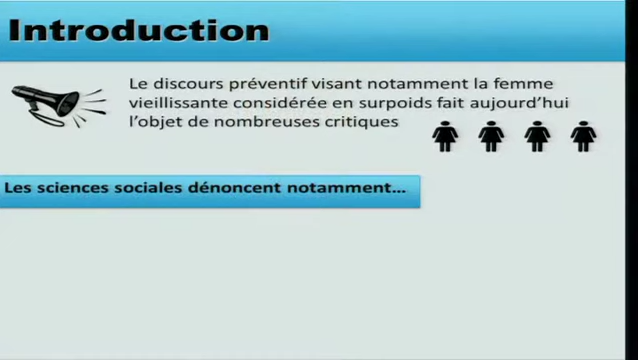 Introduction
Le discours préventif visant notamment la femme
vieillissante considérée en surpoids fait aujourd'hui
l'objet de nombreuses critiques
Les sciences sociales dénoncent notamment...